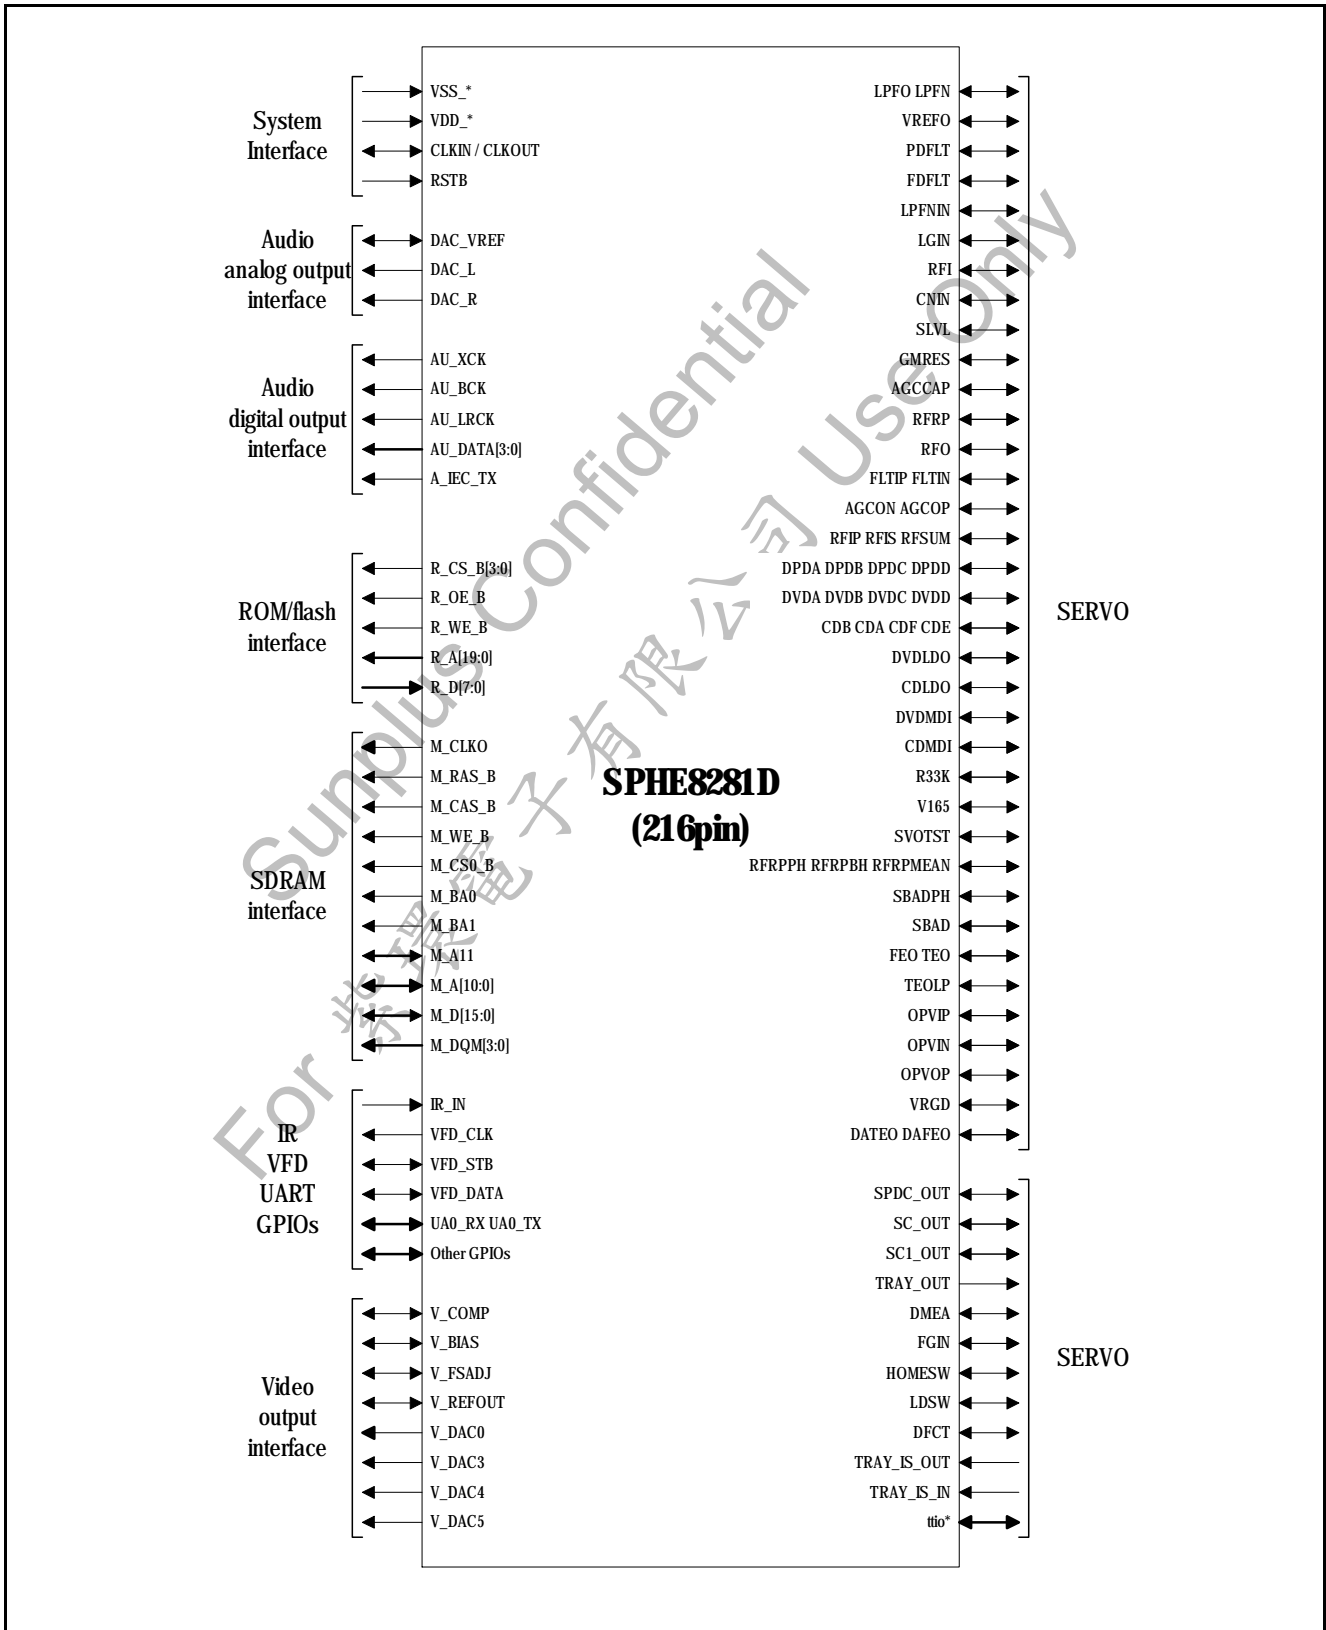 System
Interface
VSS_*
VDD_*
CLKIN / CLKOUT
RSTB
Audio
analog output
interface
DAC_VREF
DAC_L
DAC_R
Audio
digital output
interface
AU_XCK
AU_BCK
AU_LRCK
AU_DATA[3:0]
A_IEC_TX
ROM/flash
interface
R_CS_B[3:0]
R_OE_B
R_WE_B
R_A[19:0]
R_D[7:0]
SDRAM
interface
M_CLKO
M_RAS_B
M_CAS_B
M_WE_B
M_CS0_B
M_BA0
M_BA1
M_A11
M_A[10:0]
M_D[15:0]
M_DQM[3:0]
IR
VFD
UART
GPIOs
IR_IN
VFD_CLK
VFD_STB
VFD_DATA
UA0_RX UA0_TX
Other GPIOs
Video
output
interface
V_COMP
V_BIAS
V_FSADJ
V_REFOUT
V_DAC0
V_DAC3
V_DAC4
V_DAC5
SPHE8281D
(216pin)
LPFO LPFN
VREFO
PDFLT
FDFLT
LPFNIN
LGIN
RFI
CNIN
SLVL
GMRES
AGCCAP
RFRP
RFO
FLTIP FLTIN
AGCON AGCOP
RFIP RFIS RFSUM
DPDA DPDB DPDC DPDD
DVDA DVDB DVDC DVDD
CDB CDA CDF CDE
DVDLDO
CDLDO
DVDMDI
CDMDI
R33K
V165
SVOTST
RFRPPH RFRPBH RFRPMEAN
SBADPH
SBAD
FEO TEO
TEOLP
OPVIP
OPVIN
OPVOP
VRGD
DATEO DAFEO
SERVO
SPDC_OUT
SC_OUT
SC1_OUT
TRAY_OUT
DMEA
FGIN
HOMESW
LDSW
DFCT
TRAY_IS_OUT
TRAY_IS_IN
ttio*
SERVO
Sunplus Confidential
For 紫環電子有限公司 Use Only